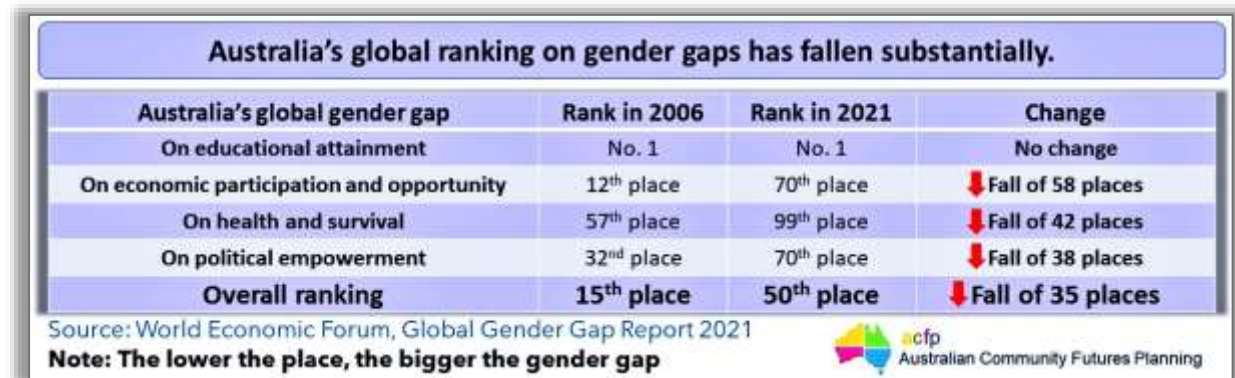 Australia's global ranking on gender gaps has fallen substantially.
Australia's global gender gap Rank in 2006 Rank in 2021 Change
On educational attainment No. 1 No. 1 No change
On economic participation and opportunity 12th place 70th place Fall of 58 places
On health and survival 57th place 99th place Fall of 42 places
On political empowerment 32nd place 70th place Fall of 38 places
Overall ranking 15th place 50th place Fall of 35 places
Source: World Economic Forum, Global Gender Gap Report 2021
Note: The lower the place, the bigger the gender gap
acfp
Australian Community Futures Planning